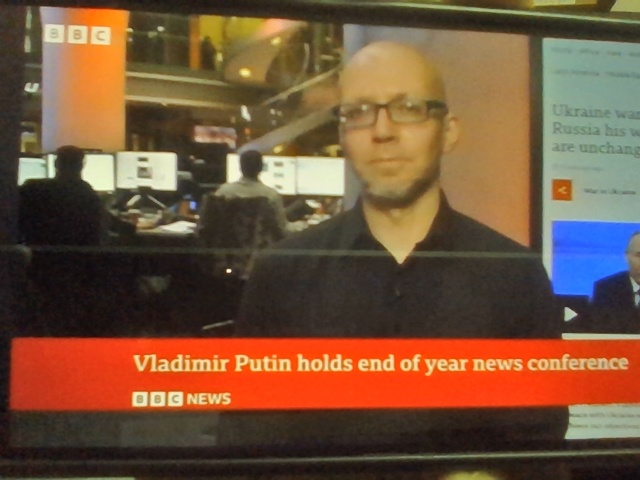 BBC
Ukraine war
Russia his w
are unchang
Vladimir Putin holds end of year news conference
BBC NEWS